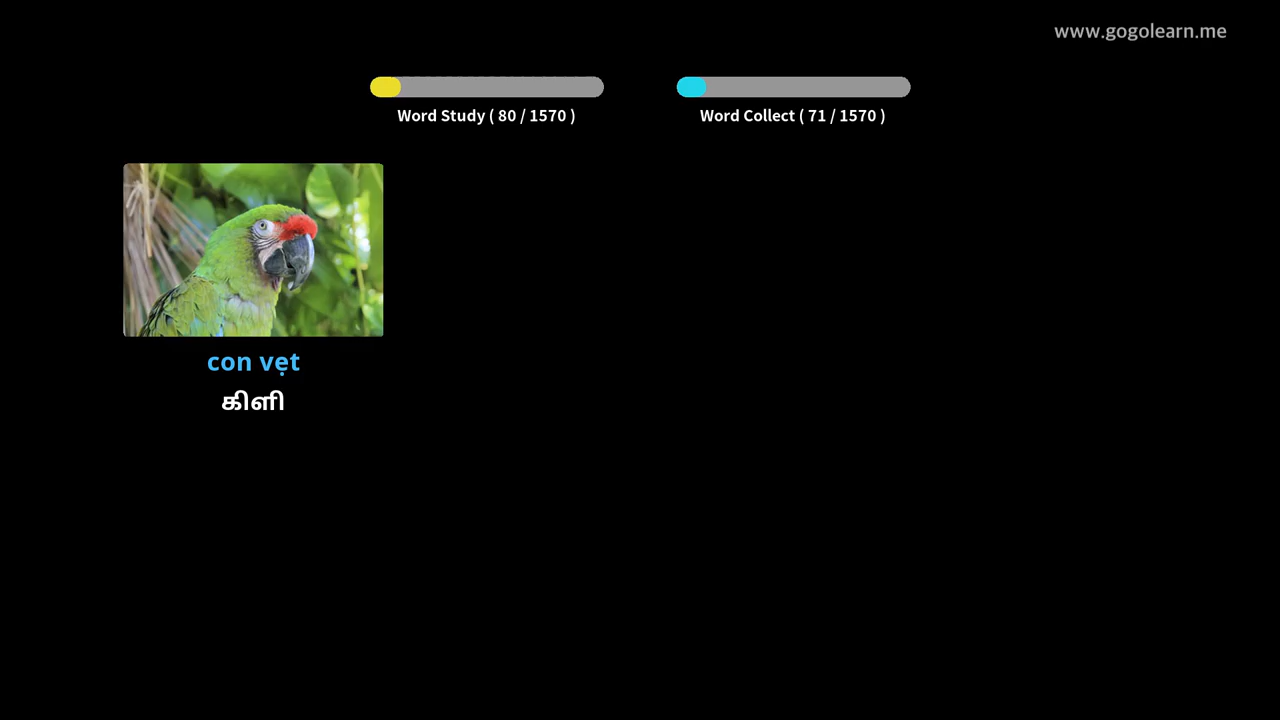 www.gogolearn.me
Word Study ( 80 / 1570 )
Word Collect ( 71 / 1570 )
con vẹt
கிளி